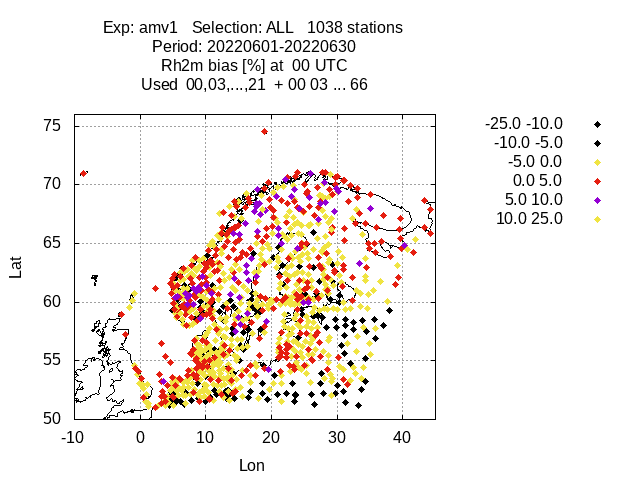 Exp: amv1   Selection: ALL   1038 stations
Period: 20220601-20220630
Rh2m bias [%] at  00 UTC
Used  00,03,...,21  + 00 03 ... 66
-25.0 -10.0
-10.0 -5.0
-5.0 0.0
0.0 5.0
5.0 10.0
10.0 25.0
Lat
75
70
65
60
55
50
-10 0 10 20 30 40
Lon